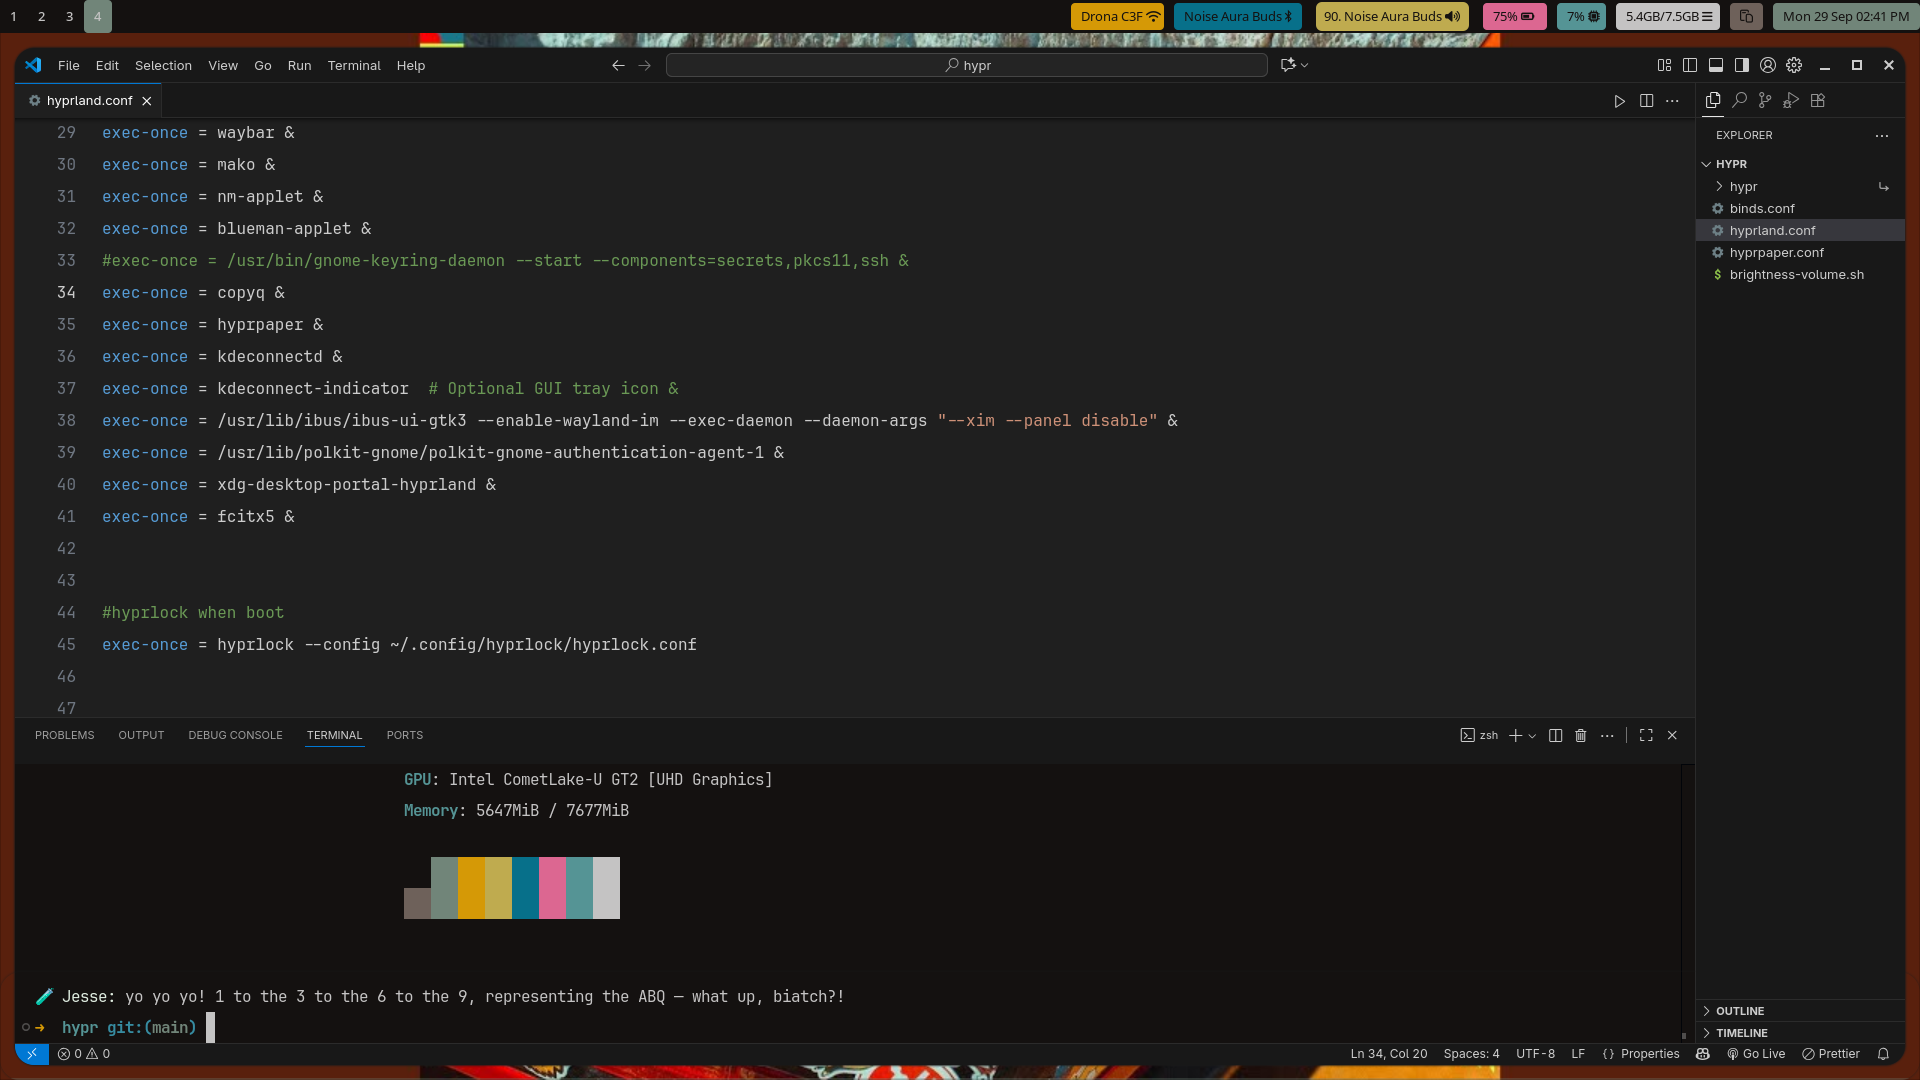 1 2 3 4 Drona C3F Noise Aura Buds 90. Noise Aura Buds 75% 7% 5.4GB/7.5GB Mon 29 Sep 02:41 PM
File Edit Selection View Go Run Terminal Help hypr
hyprland.conf
29 exec-once = waybar &
30 exec-once = mako &
31 exec-once = nm-applet &
32 exec-once = blueman-applet &
33 #exec-once = /usr/bin/gnome-keyring-daemon --start --components=secrets,pkcs11,ssh &
34 exec-once = copyq &
35 exec-once = hyprpaper &
36 exec-once = kdeconnectd &
37 exec-once = kdeconnect-indicator  # Optional GUI tray icon &
38 exec-once = /usr/lib/ibus/ibus-ui-gtk3 --enable-wayland-im --exec-daemon --daemon-args "--xim --panel disable" &
39 exec-once = /usr/lib/polkit-gnome/polkit-gnome-authentication-agent-1 &
40 exec-once = xdg-desktop-portal-hyprland &
41 exec-once = fcitx5 &
42
43
44 #hyprlock when boot
45 exec-once = hyprlock --config ~/.config/hyprlock/hyprlock.conf
46
47
EXPLORER
HYPR
hypr
binds.conf
hyprland.conf
hyprpaper.conf
$ brightness-volume.sh
OUTLINE
TIMELINE
PROBLEMS OUTPUT DEBUG CONSOLE TERMINAL PORTS zsh
GPU: Intel CometLake-U GT2 [UHD Graphics]
Memory: 5647MiB / 7677MiB
Jesse: yo yo yo! 1 to the 3 to the 6 to the 9, representing the ABQ — what up, biatch?!
➜ hypr git:(main)
0 0 Ln 34, Col 20 Spaces: 4 UTF-8 LF {} Properties Go Live Prettier